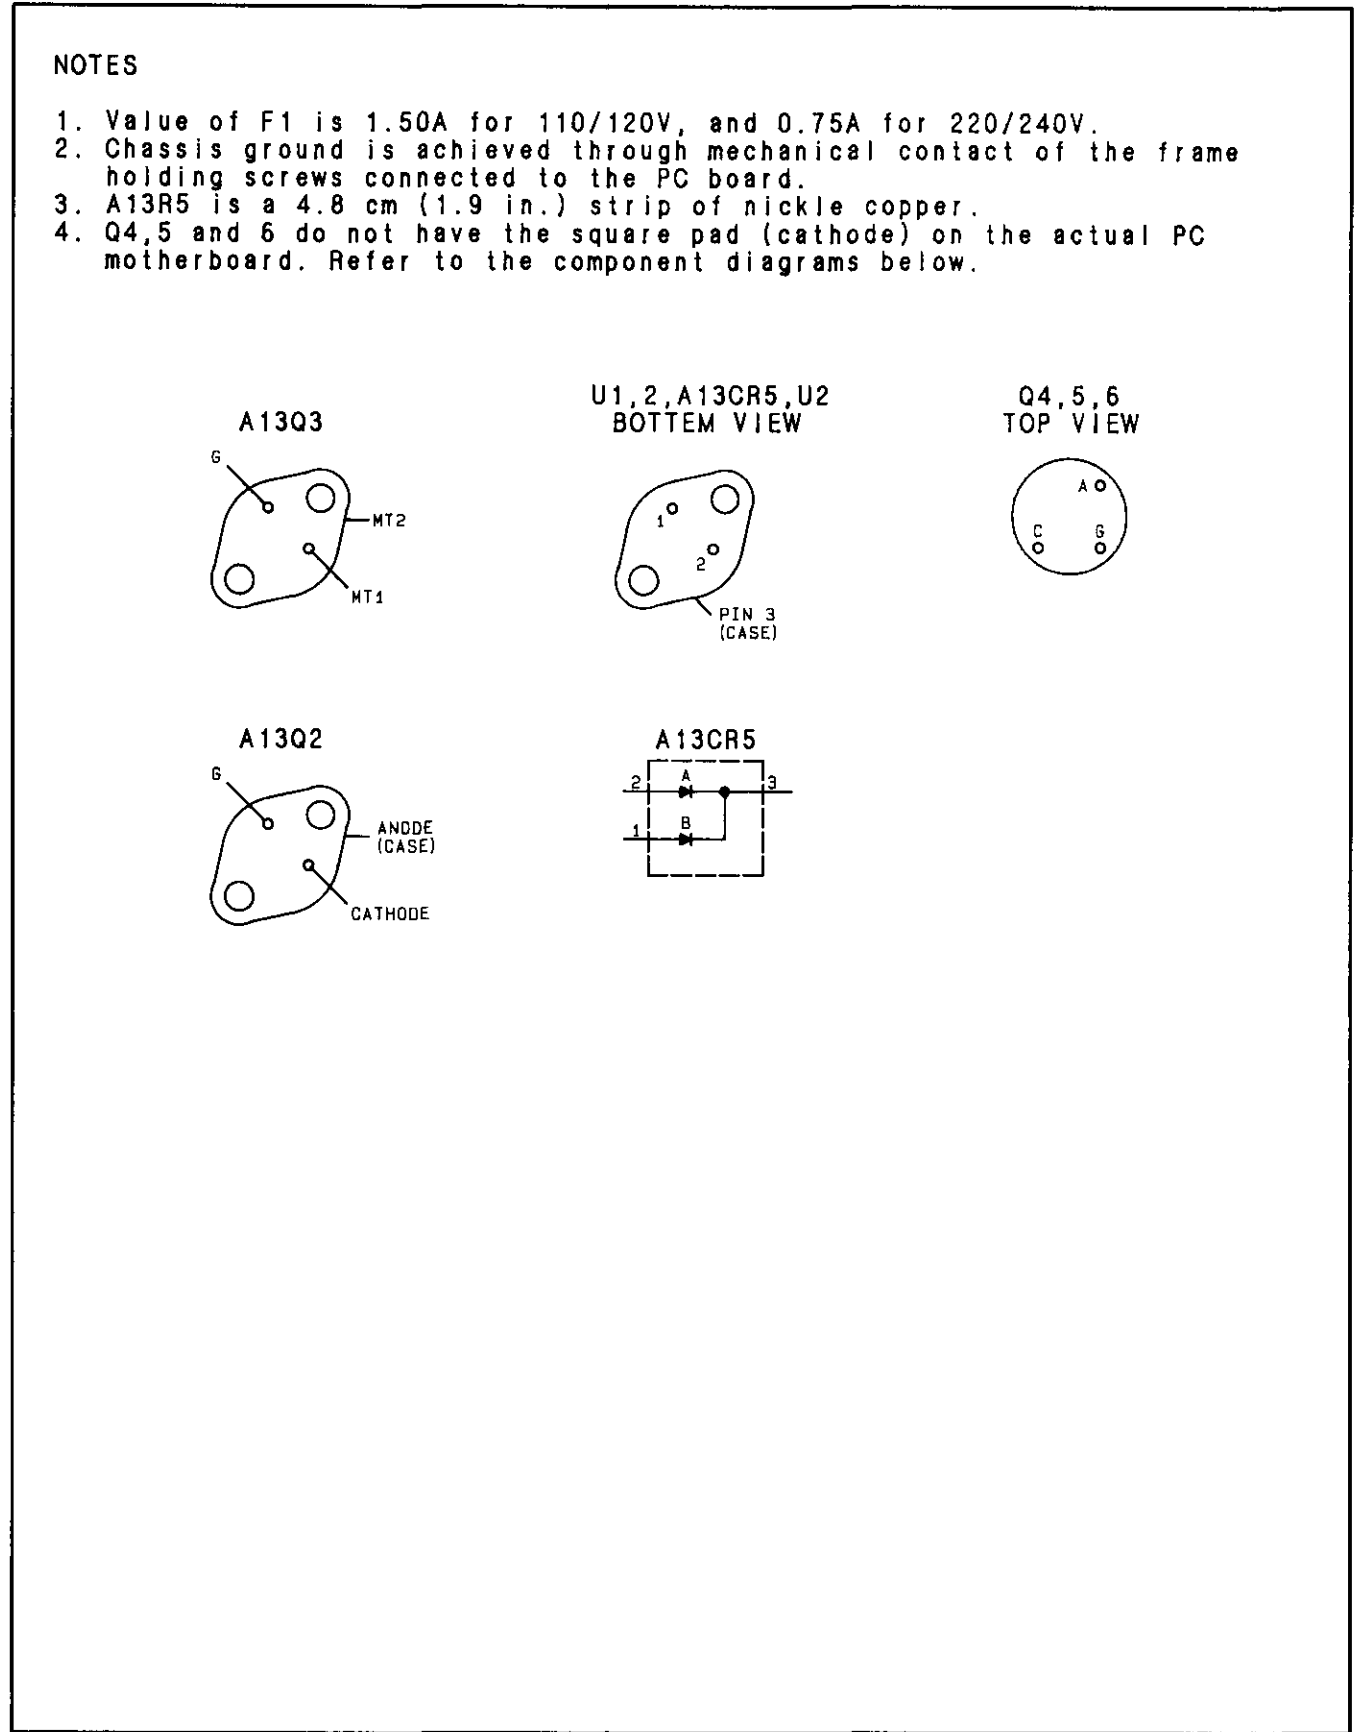 NOTES
1. Value of F1 is 1.50A for 110/120V, and 0.75A for 220/240V.
2. Chassis ground is achieved through mechanical contact of the frame
holding screws connected to the PC board.
3. A13R5 is a 4.8 cm (1.9 in.) strip of nickle copper.
4. Q4,5 and 6 do not have the square pad (cathode) on the actual PC
motherboard. Refer to the component diagrams below.
A13Q3
G
MT2
MT1
U1,2,A13CR5,U2
BOTTEM VIEW
1
2
PIN 3
(CASE)
Q4,5,6
TOP VIEW
A
C
G
A13Q2
G
ANODE
(CASE)
CATHODE
A13CR5
2
A
3
1
B